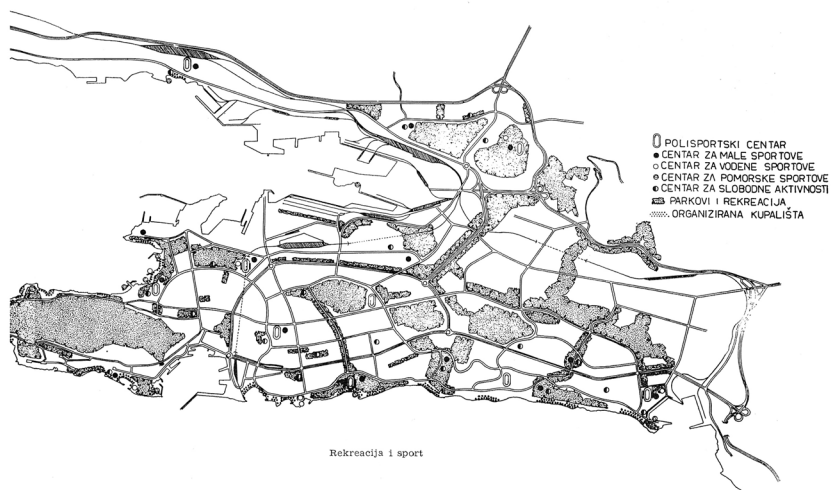 POLISPORTSKI CENTAR
CENTAR ZA MALE SPORTOVE
CENTAR ZA VODENE SPORTOVE
CENTAR ZA POMORSKE SPORTOVE
CENTAR ZA SLOBODNE AKTIVNOSTI
PARKOVI I REKREACIJA
ORGANIZIRANA KUPALIŠTA
Rekreacija i sport